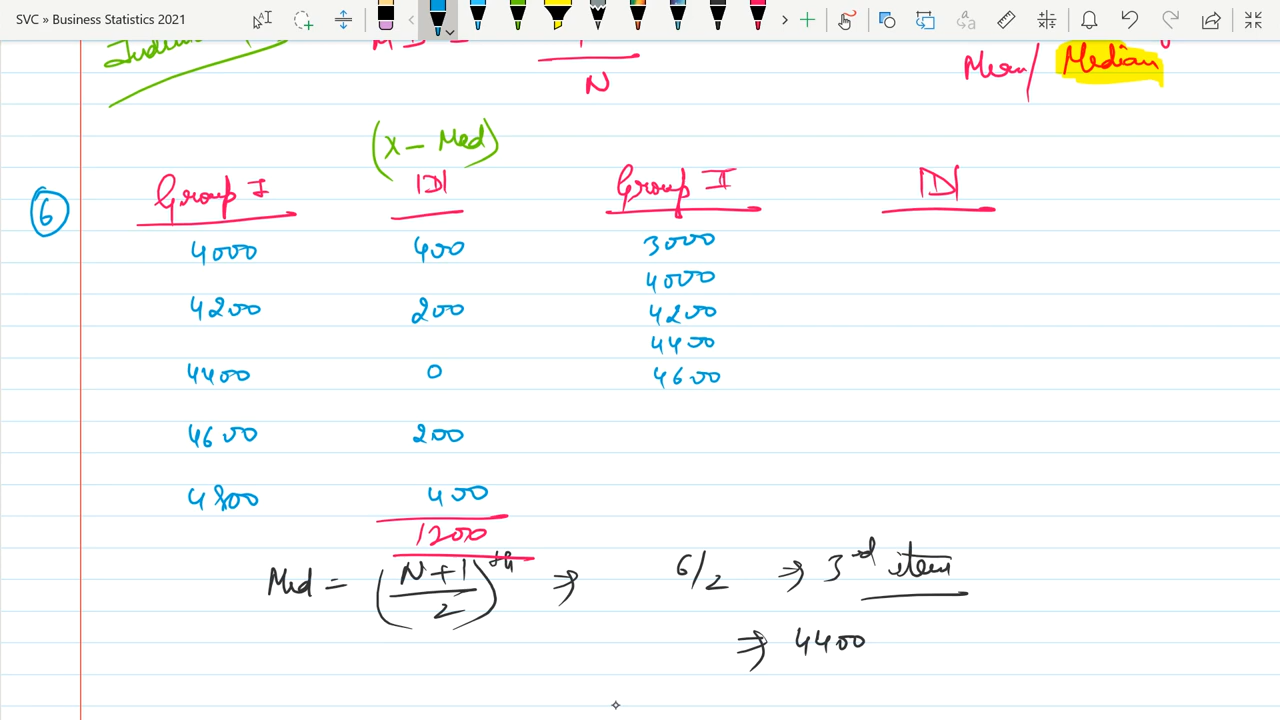 SVC » Business Statistics 2021
N
Mean/ Median
(X - Med)
6 Group I |D| Group II |D|
4000 400 3000
4000
4200 200 4200
4400
4400 0 4600
4600 200
4800 400
1200
Med = (N+1/2)th ⇒ 6/2 ⇒ 3rd item
⇒ 4400